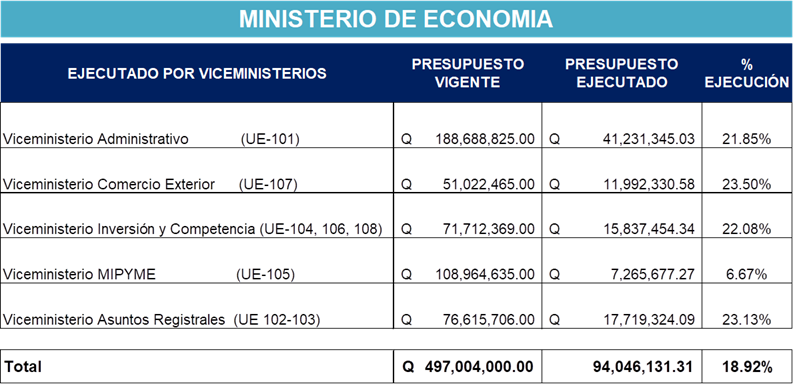 MINISTERIO DE ECONOMIA
EJECUTADO POR VICEMINISTERIOS PRESUPUESTO VIGENTE PRESUPUESTO EJECUTADO % EJECUCIÓN
Viceministerio Administrativo (UE-101) Q 188,688,825.00 Q 41,231,345.03 21.85%
Viceministerio Comercio Exterior (UE-107) Q 51,022,465.00 Q 11,992,330.58 23.50%
Viceministerio Inversión y Competencia (UE-104, 106, 108) Q 71,712,369.00 Q 15,837,454.34 22.08%
Viceministerio MIPYME (UE-105) Q 108,964,635.00 Q 7,265,677.27 6.67%
Viceministerio Asuntos Registrales (UE 102-103) Q 76,615,706.00 Q 17,719,324.09 23.13%
Total Q 497,004,000.00 94,046,131.31 18.92%